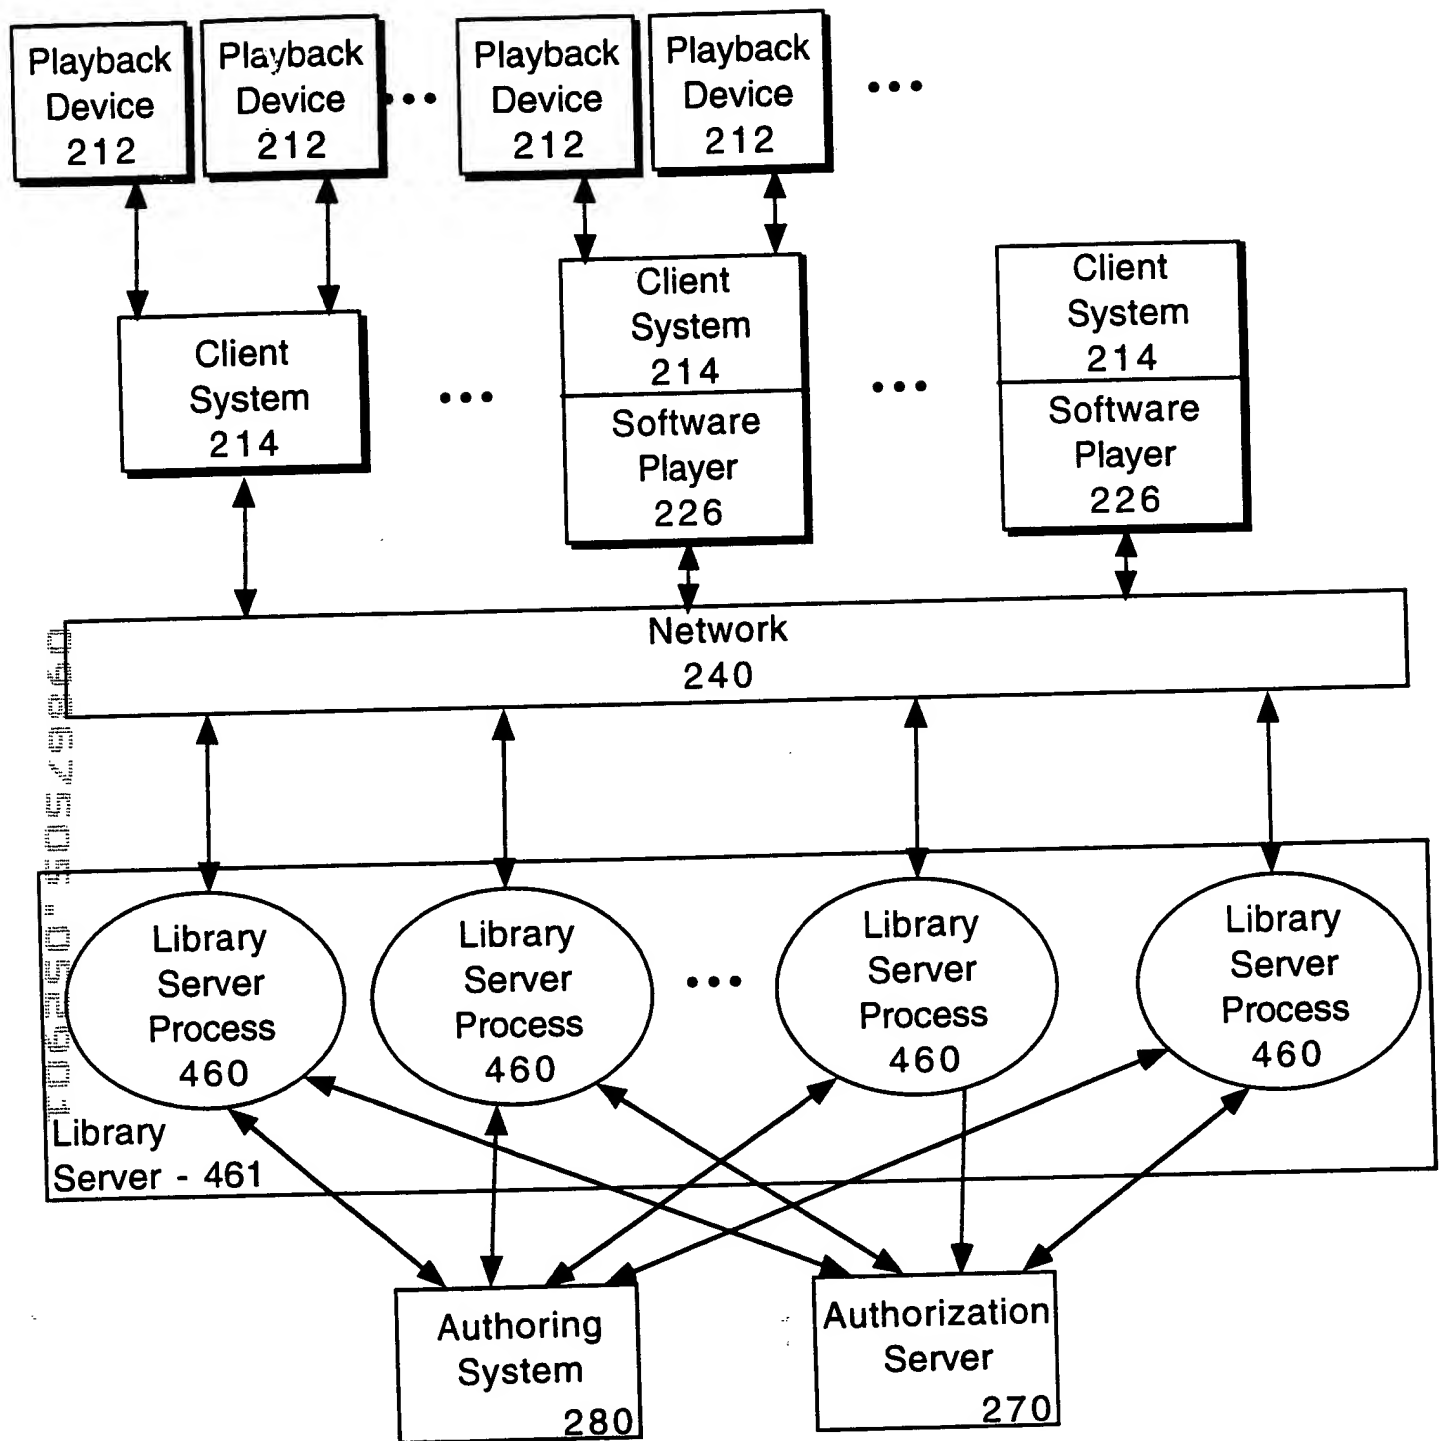 Playback
Device
212
Playback
Device
212
•••
Playback
Device
212
Playback
Device
212
•••
Client
System
214
•••
Client
System
214
Software
Player
226
•••
Client
System
214
Software
Player
226
Network
240
Library
Server
Process
460
Library
Server
Process
460
•••
Library
Server
Process
460
Library
Server
Process
460
Library
Server - 461
Authoring
System
280
Authorization
Server
270